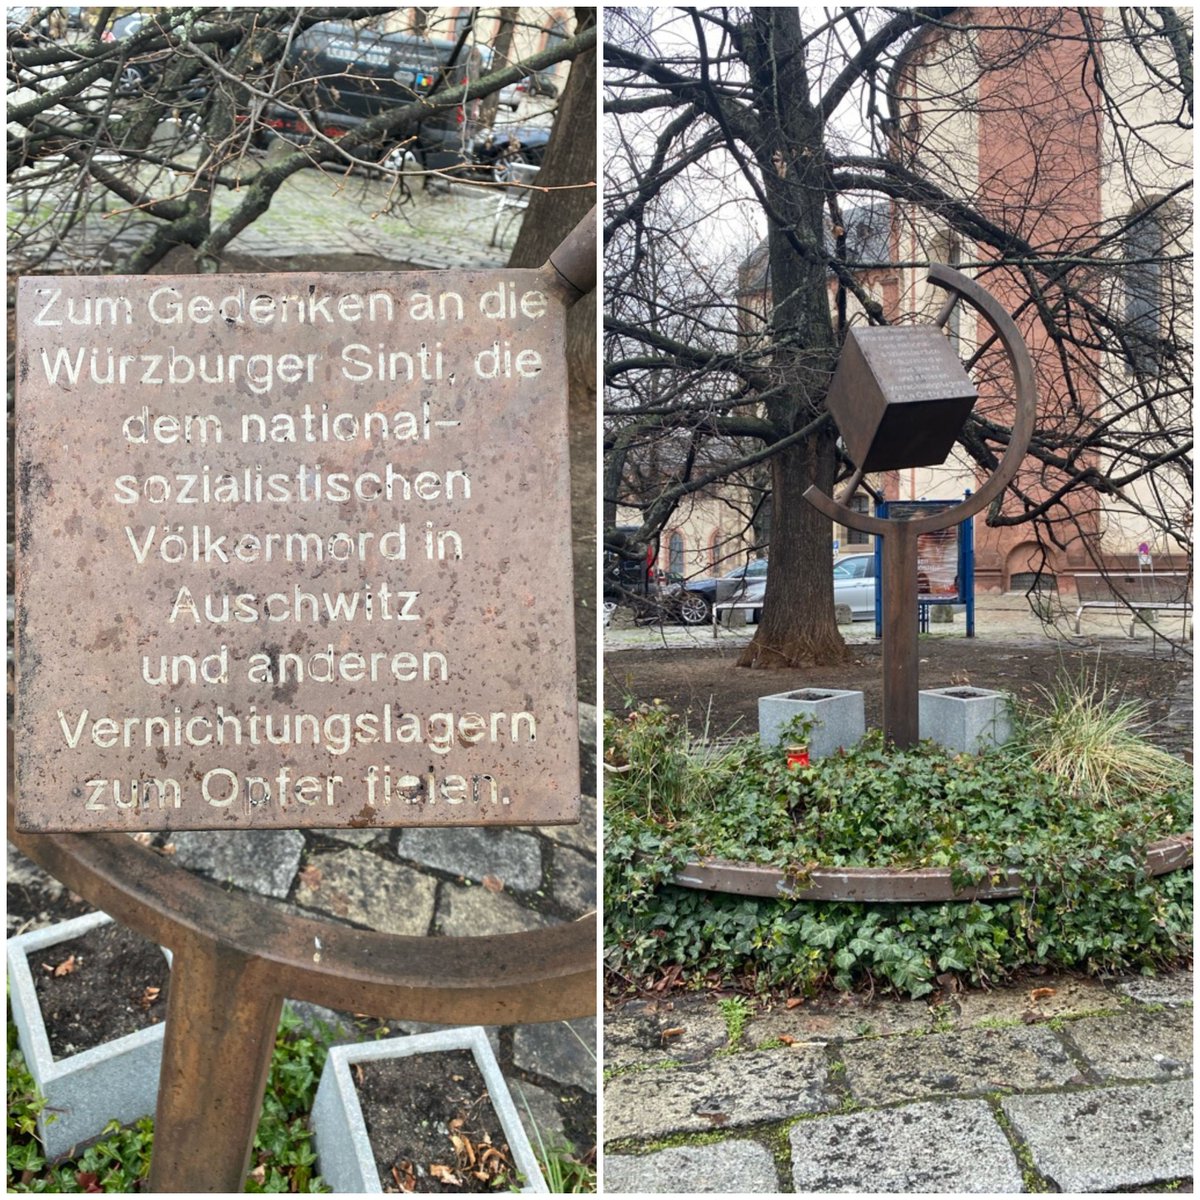 Zum Gedenken an die
Würzburger Sinti, die
dem national–
sozialistischen
Völkermord in
Auschwitz
und anderen
Vernichtungslagern
zum Opfer fielen.